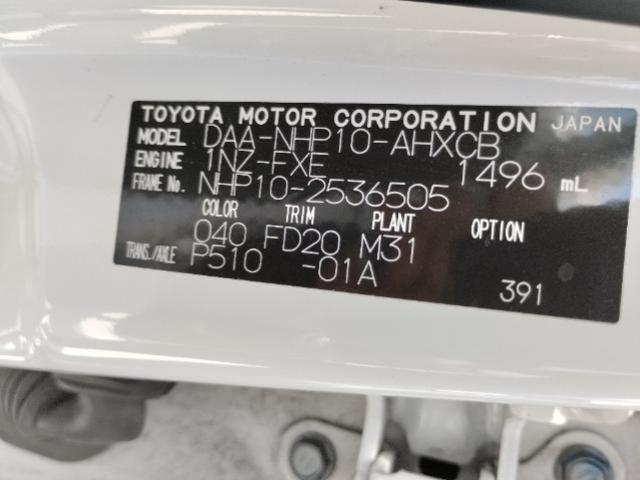 TOYOTA MOTOR CORPORATION JAPAN
MODEL DAA-NHP10-AHXCB
ENGINE 1NZ-FXE 1496 mL
FRAME No. NHP10-2536505
COLOR TRIM PLANT OPTION
040 FD20 M31
TRANS./AXLE P510 -01A
391